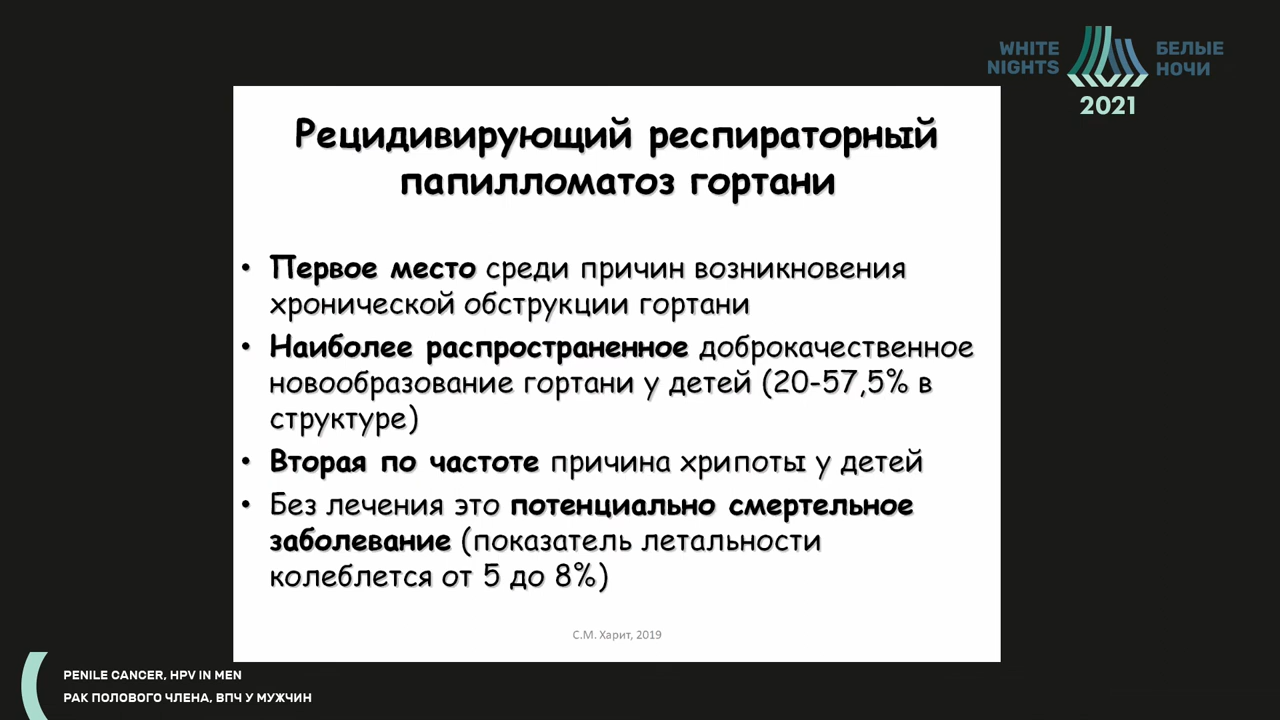 WHITE
NIGHTS
БЕЛЫЕ
НОЧИ
2021
Рецидивирующий респираторный
папилломатоз гортани
• Первое место среди причин возникновения
хронической обструкции гортани
• Наиболее распространенное доброкачественное
новообразование гортани у детей (20-57,5% в
структуре)
• Вторая по частоте причина хрипоты у детей
• Без лечения это потенциально смертельное
заболевание (показатель летальности
колеблется от 5 до 8%)
С.М. Харит, 2019
PENILE CANCER, HPV IN MEN
РАК ПОЛОВОГО ЧЛЕНА, ВПЧ У МУЖЧИН